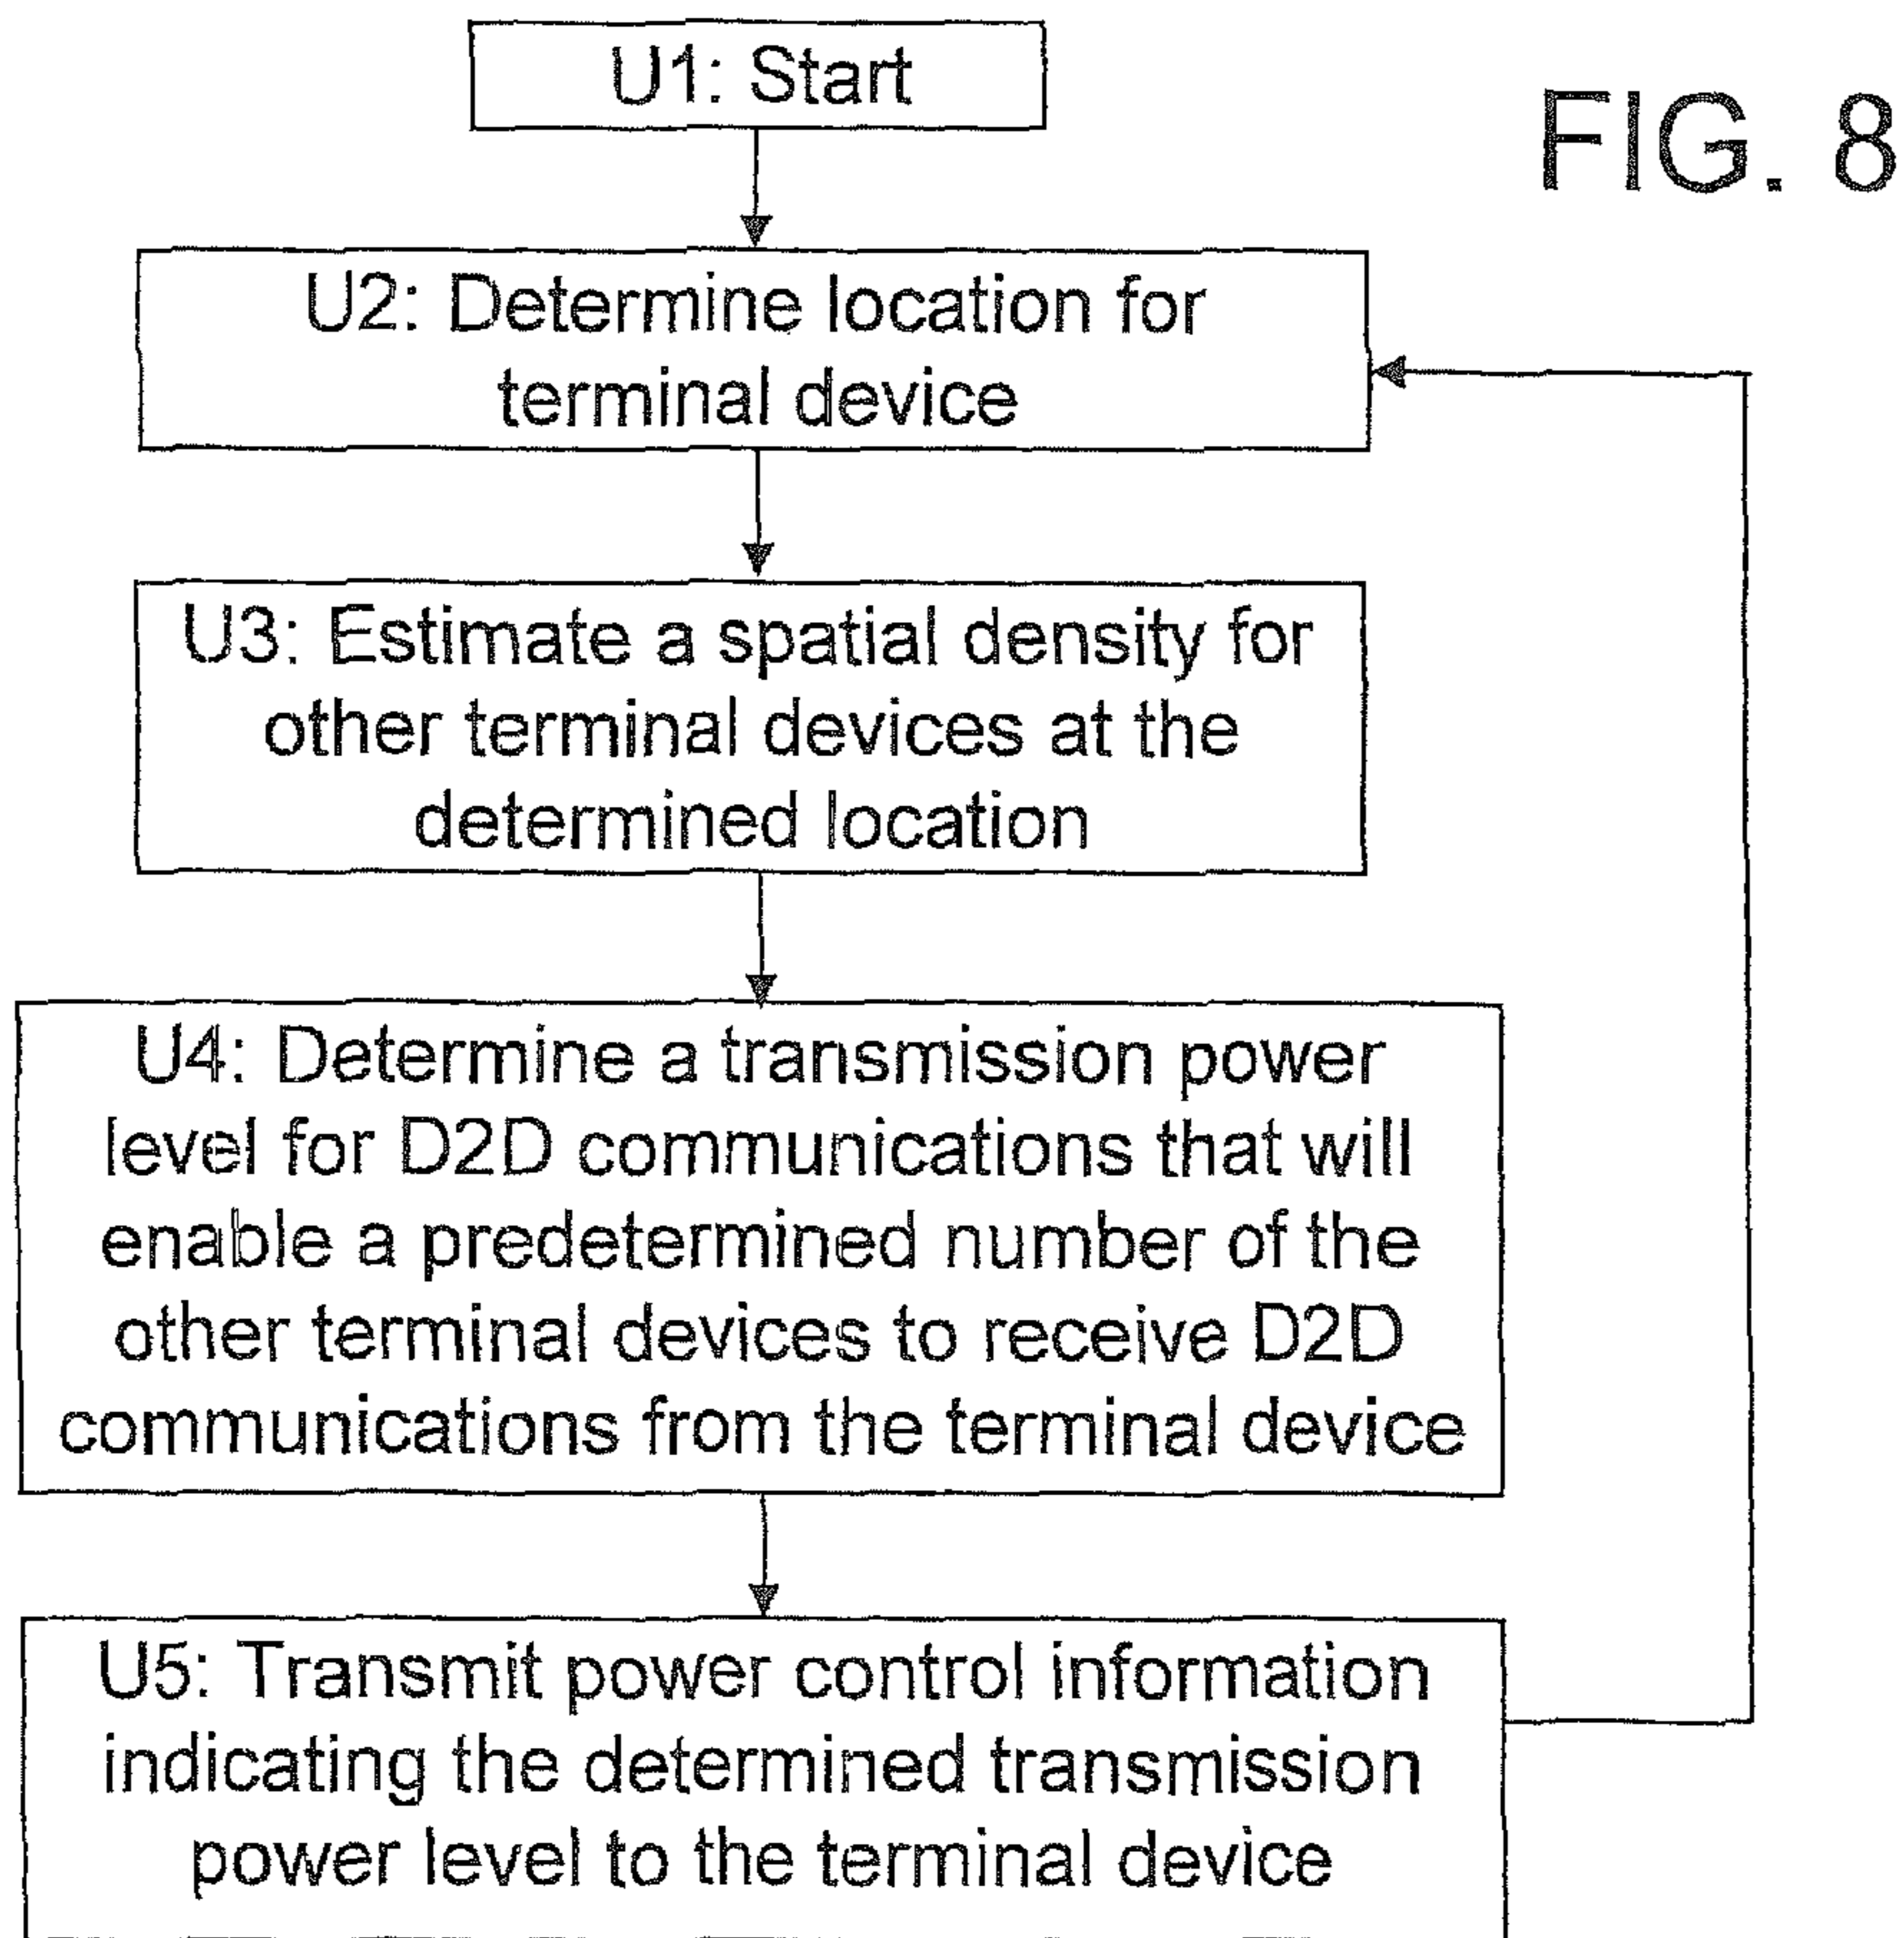 U1: Start
FIG. 8
U2: Determine location for
terminal device
U3: Estimate a spatial density for
other terminal devices at the
determined location
U4: Determine a transmission power
level for D2D communications that will
enable a predetermined number of the
other terminal devices to receive D2D
communications from the terminal device
U5: Transmit power control information
indicating the determined transmission
power level to the terminal device